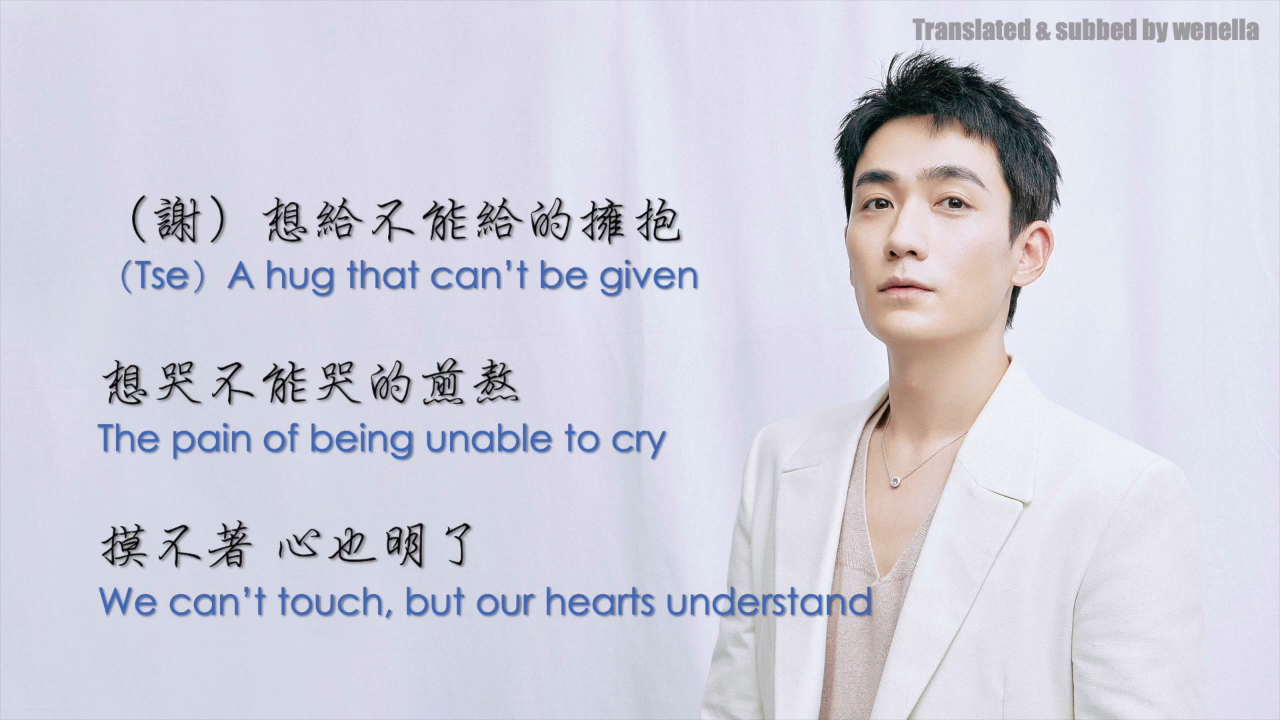 Translated & subbed by wenella
（謝） 想給不能給的擁抱
（Tse）A hug that can’t be given
想哭不能哭的煎熬
The pain of being unable to cry
摸不著 心也明了
We can’t touch, but our hearts understand